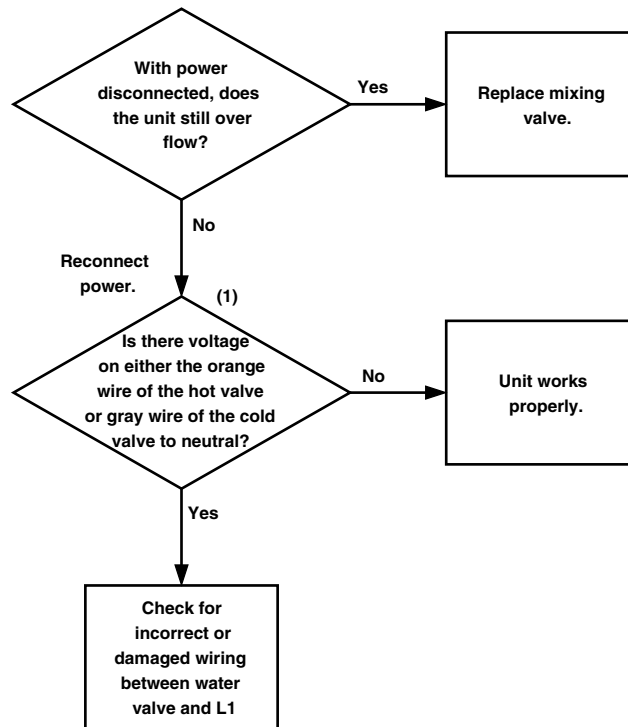 With power
disconnected, does
the unit still over
flow?
Yes
Replace mixing
valve.
No
Reconnect
power.
(1)
Is there voltage
on either the orange
wire of the hot valve
or gray wire of the cold
valve to neutral?
No
Unit works
properly.
Yes
Check for
incorrect or
damaged wiring
between water
valve and L1